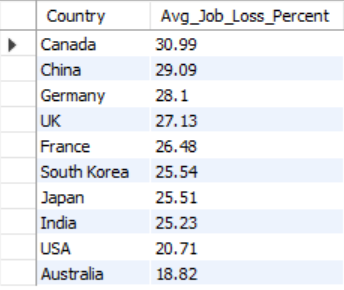 Country Avg_Job_Loss_Percent
Canada 30.99
China 29.09
Germany 28.1
UK 27.13
France 26.48
South Korea 25.54
Japan 25.51
India 25.23
USA 20.71
Australia 18.82